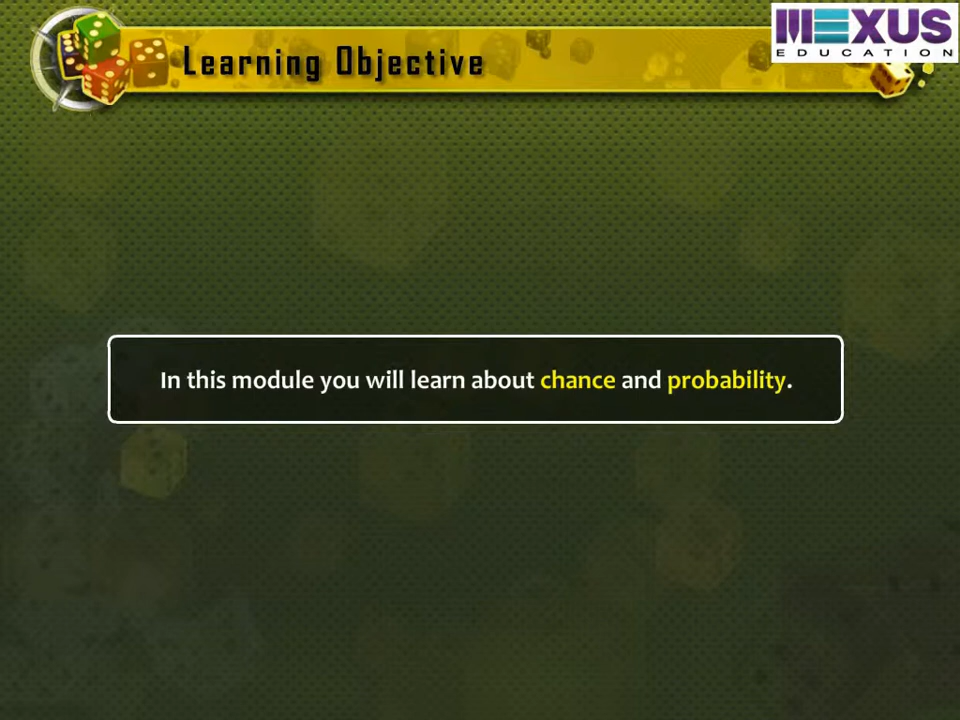 Learning Objective
MEXUS
EDUCATION
In this module you will learn about chance and probability.